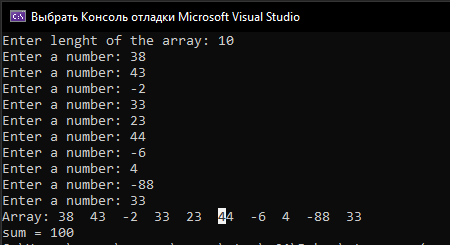 Выбрать Консоль отладки Microsoft Visual Studio
Enter lenght of the array: 10
Enter a number: 38
Enter a number: 43
Enter a number: -2
Enter a number: 33
Enter a number: 23
Enter a number: 44
Enter a number: -6
Enter a number: 4
Enter a number: -88
Enter a number: 33
Array: 38  43  -2  33  23  44  -6  4  -88  33
sum = 100